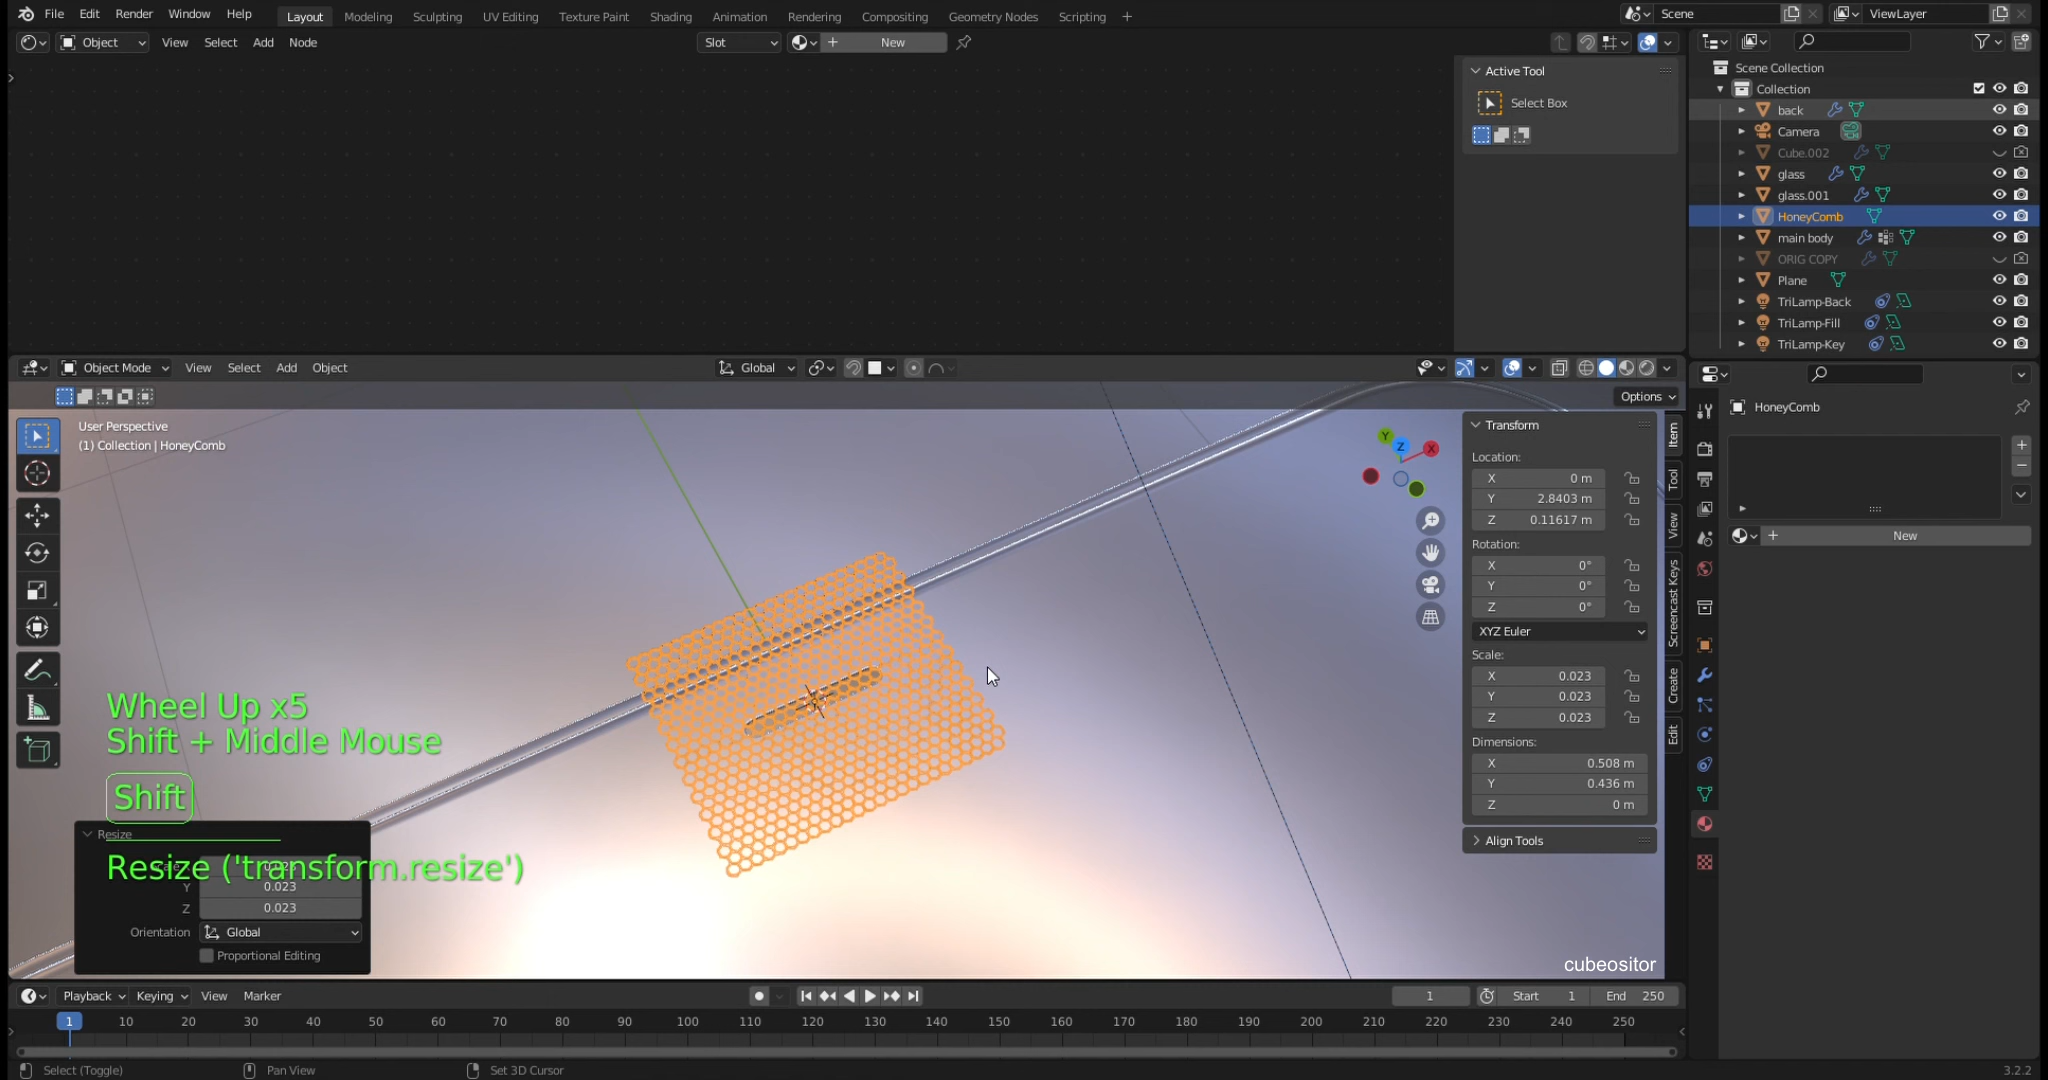 File Edit Render Window Help Layout Modeling Sculpting UV Editing Texture Paint Shading Animation Rendering Compositing Geometry Nodes Scripting + Scene ViewLayer
Object View Select Add Node Slot New
Active Tool
Select Box
Scene Collection
Collection
back
Camera
Cube.002
glass
glass.001
HoneyComb
main body
ORIG COPY
Plane
TriLamp-Back
TriLamp-Fill
TriLamp-Key
Object Mode View Select Add Object Global
Options
User Perspective
(1) Collection | HoneyComb
Y
Z
X
Transform
Location:
X 0 m
Y 2.8403 m
Z 0.11617 m
Rotation:
X 0°
Y 0°
Z 0°
XYZ Euler
Scale:
X 0.023
Y 0.023
Z 0.023
Dimensions:
X 0.508 m
Y 0.436 m
Z 0 m
Align Tools
Item
Tool
View
Screencast Keys
Create
Edit
HoneyComb
New
Wheel Up x5
Shift + Middle Mouse
Shift
Resize
Resize ('transform.resize')
Y 0.023
Z 0.023
Orientation Global
Proportional Editing
cubeositor
Playback Keying View Marker 1 Start 1 End 250
1 10 20 30 40 50 60 70 80 90 100 110 120 130 140 150 160 170 180 190 200 210 220 230 240 250
Select (Toggle) Pan View Set 3D Cursor 3.2.2